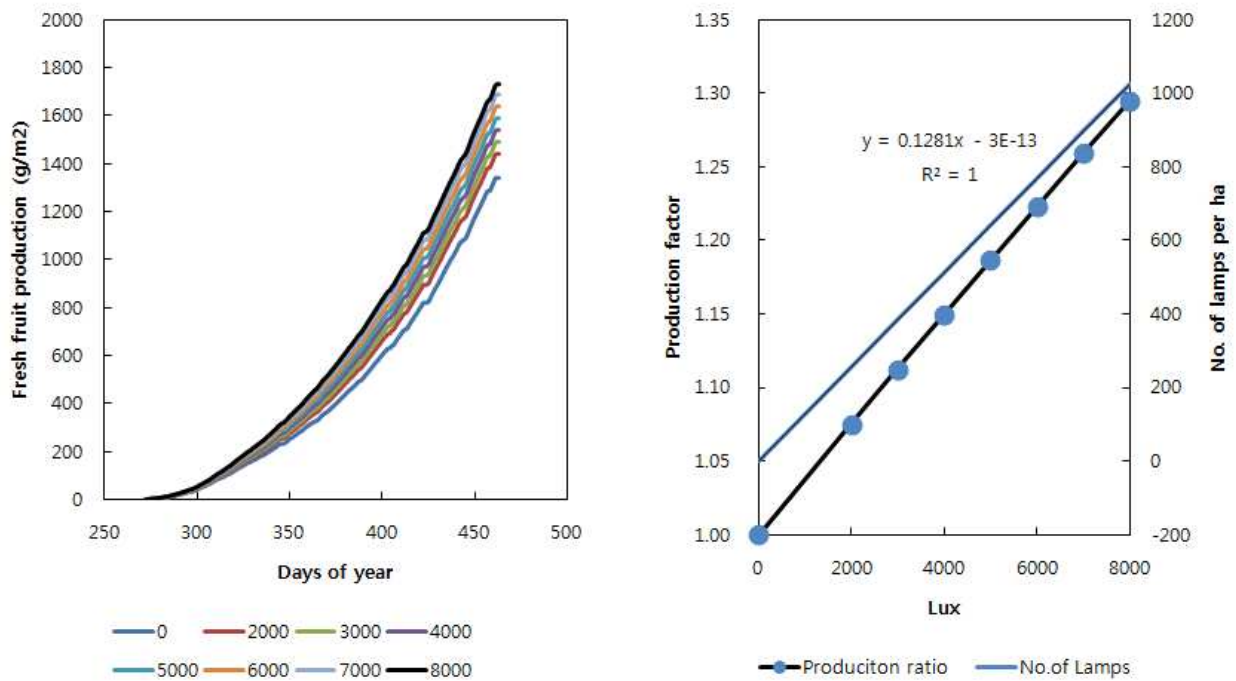 2000
1800
1600
1400
1200
1000
800
600
400
200
0
Fresh fruit production (g/m2)
250 300 350 400 450 500
Days of year
0 2000 3000 4000
5000 6000 7000 8000
1.35
1.30
1.25
1.20
1.15
1.10
1.05
1.00
Production factor
y = 0.1281x - 3E-13
R² = 1
1200
1000
800
600
400
200
0
-200
No. of lamps per ha
0 2000 4000 6000 8000
Lux
Produciton ratio No.of Lamps